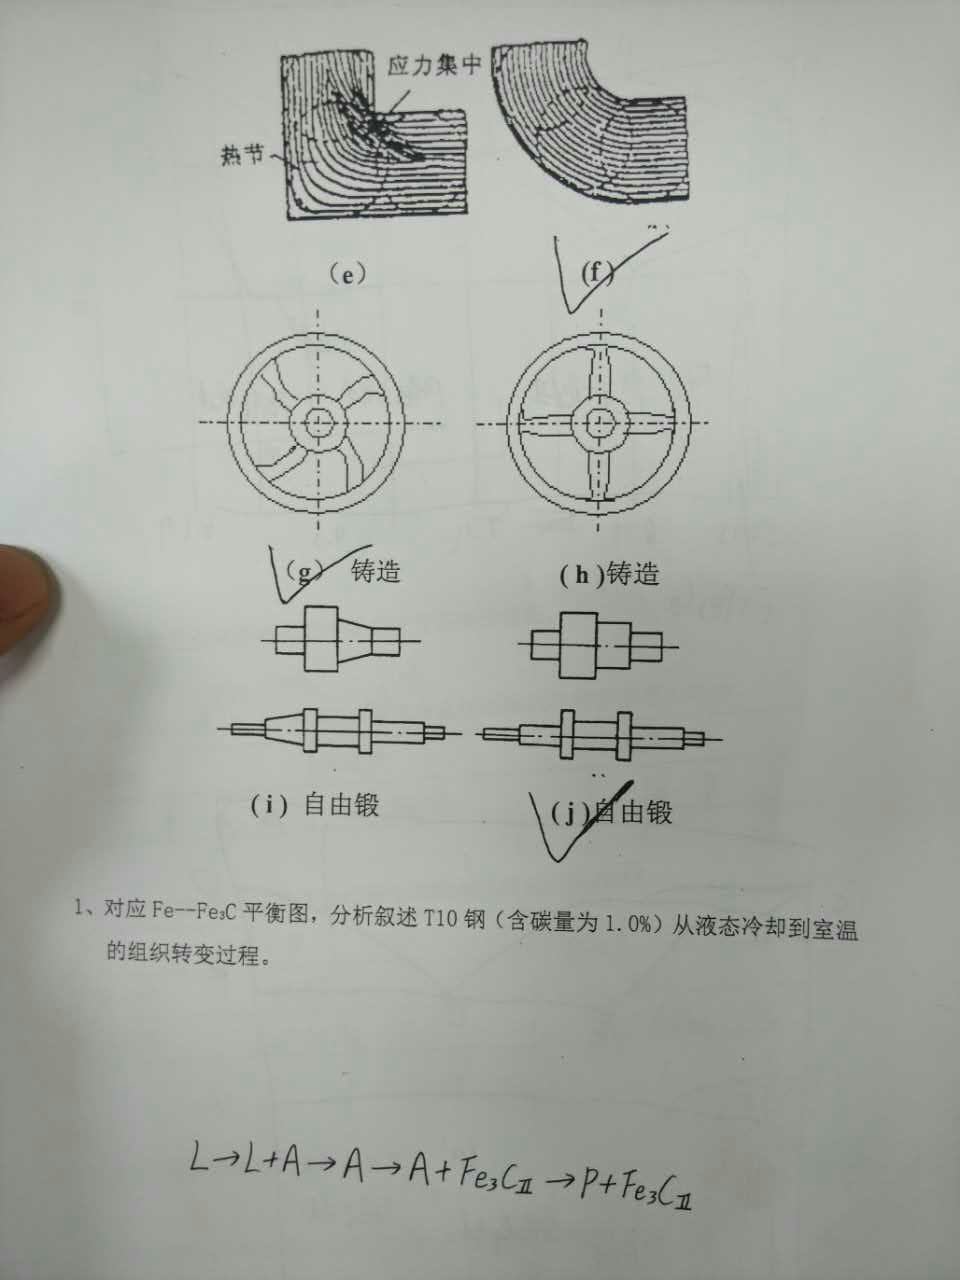 应力集中
热节
(e)
(f)
(g) 铸造
(h)铸造
(i) 自由锻
(j)自由锻
1、对应Fe--Fe₃C平衡图，分析叙述T10钢(含碳量为1.0%)从液态冷却到室温
的组织转变过程。
L→L+A→A→A+Fe₃CⅡ→P+Fe₃CⅡ